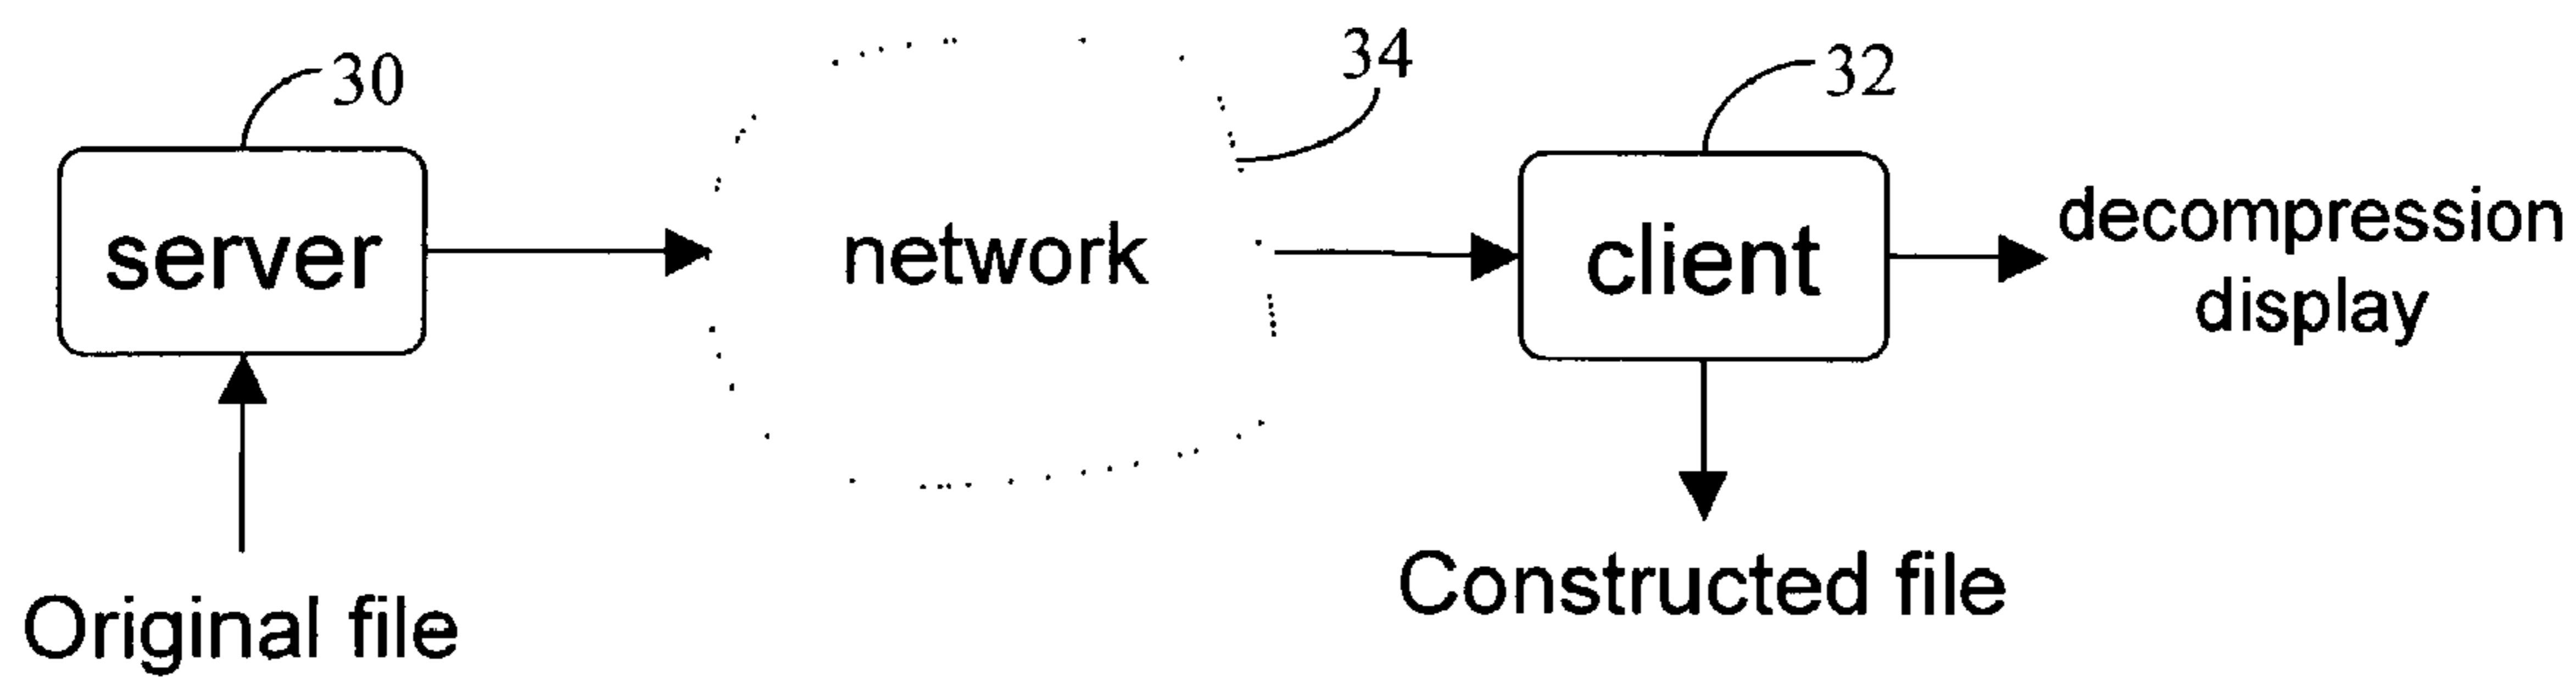 30
34
32
server
network
client
decompression
display
Original file
Constructed file